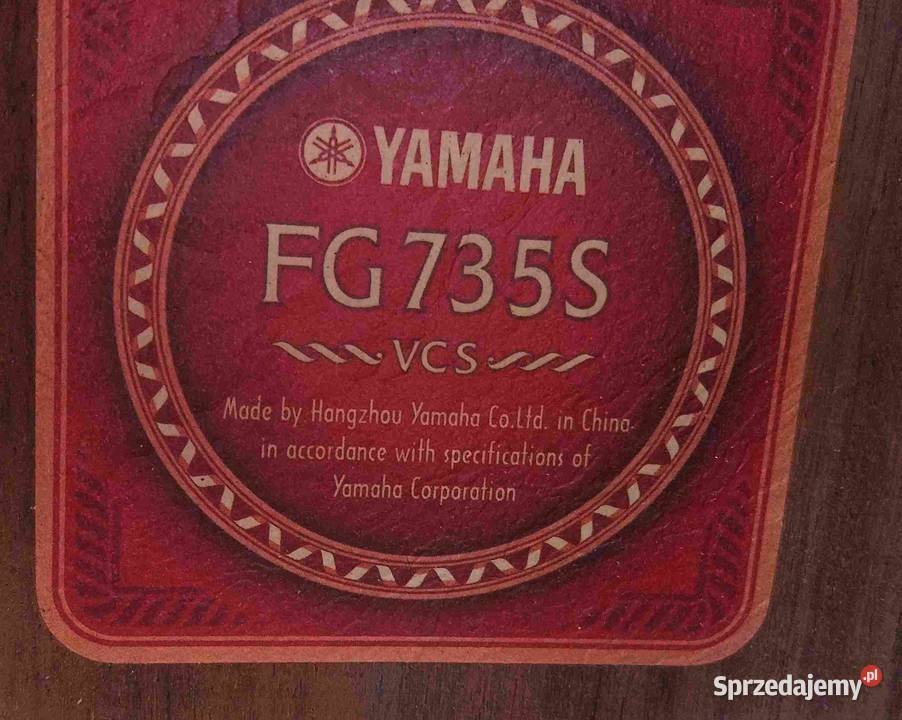 YAMAHA
FG735S
VCS
Made by Hangzhou Yamaha Co.Ltd. in China
in accordance with specifications of
Yamaha Corporation
Sprzedajemy.pl